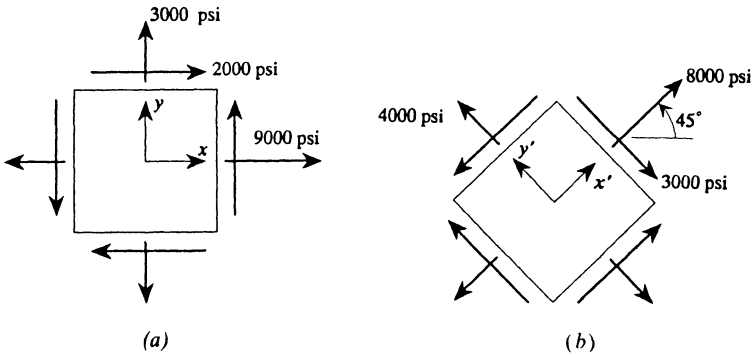 3000 psi
2000 psi
y
9000 psi
x
(a)
8000 psi
4000 psi
45°
y′
x′
3000 psi
(b)